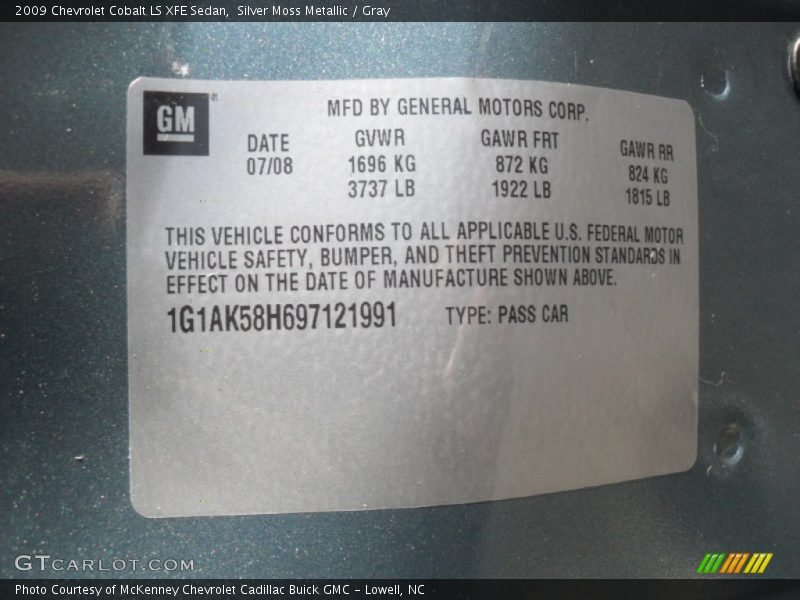 2009 Chevrolet Cobalt LS XFE Sedan, Silver Moss Metallic / Gray
GM
MFD BY GENERAL MOTORS CORP.
DATE GVWR GAWR FRT GAWR RR
07/08 1696 KG 872 KG 824 KG
3737 LB 1922 LB 1815 LB
THIS VEHICLE CONFORMS TO ALL APPLICABLE U.S. FEDERAL MOTOR
VEHICLE SAFETY, BUMPER, AND THEFT PREVENTION STANDARDS IN
EFFECT ON THE DATE OF MANUFACTURE SHOWN ABOVE.
1G1AK58H697121991 TYPE: PASS CAR
GTCARLOT.COM
Photo Courtesy of McKenney Chevrolet Cadillac Buick GMC - Lowell, NC